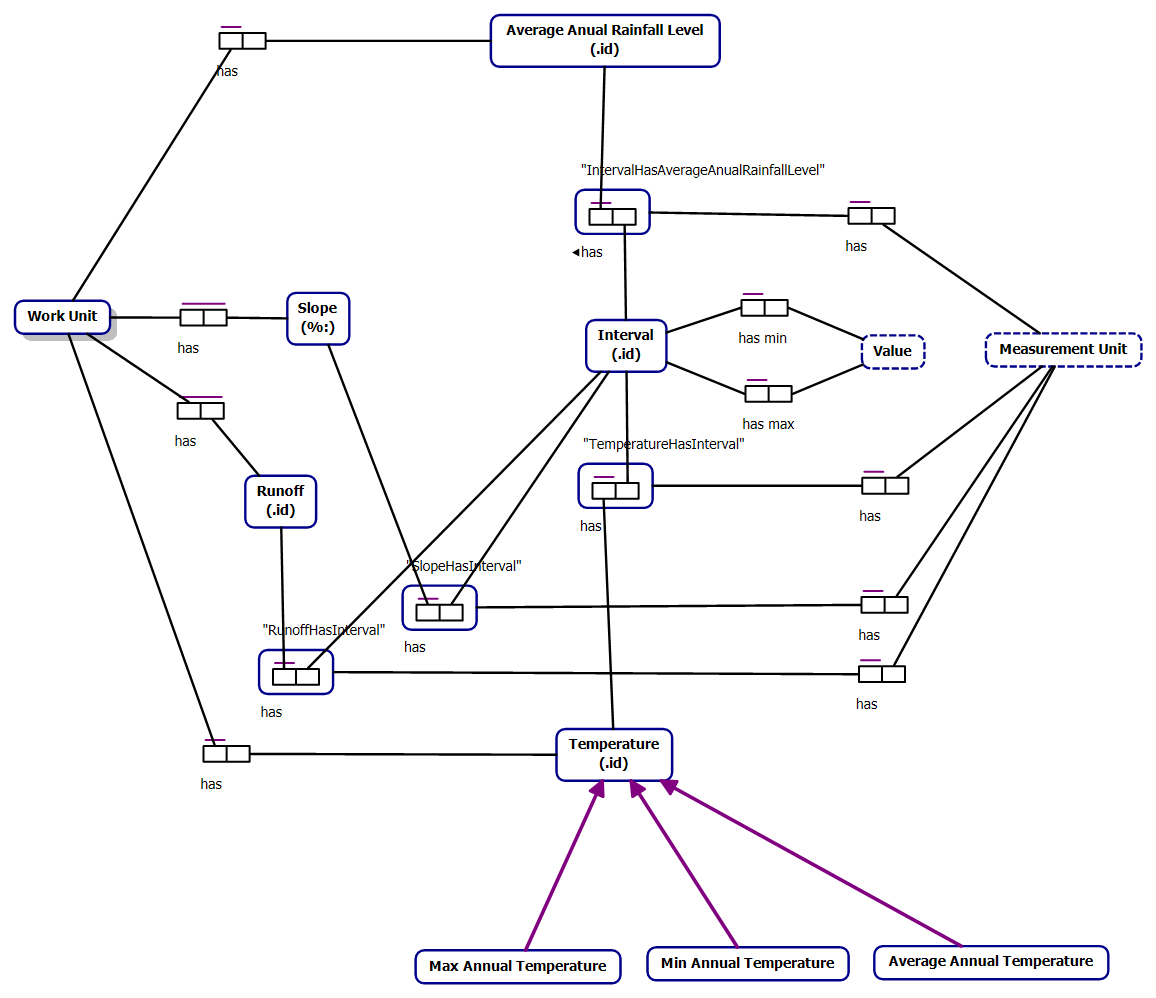 Average Anual Rainfall Level
(.id)
has
"IntervalHasAverageAnualRainfallLevel"
◄has
has
Work Unit
Slope
(%:)
has
Interval
(.id)
has min
Value
Measurement Unit
has max
has
"TemperatureHasInterval"
Runoff
(.id)
has
has
"SlopeHasInterval"
has
has
"RunoffHasInterval"
has
has
Temperature
(.id)
has
Max Annual Temperature
Min Annual Temperature
Average Annual Temperature